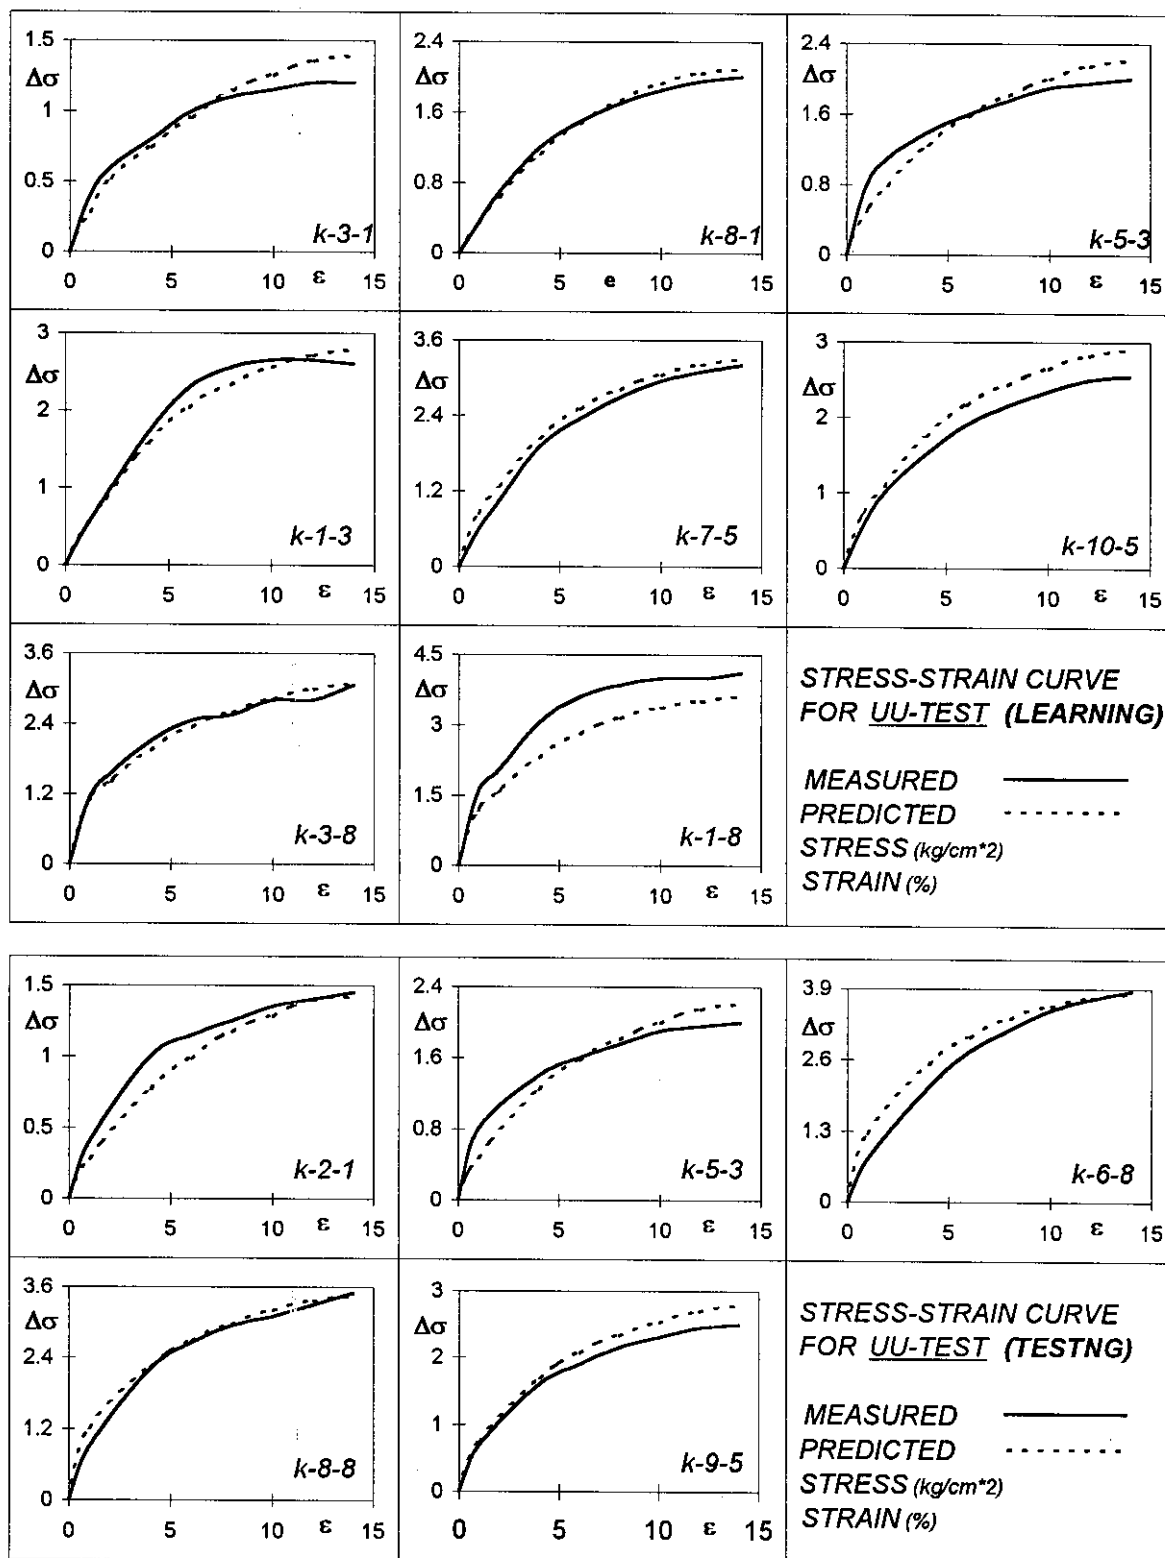 1.5
Δσ
1
0.5
0
k-3-1
0 5 ε 15
2.4
Δσ
1.6
0.8
0
k-8-1
0 5 e 10 15
2.4
Δσ
1.6
0.8
0
k-5-3
0 5 10 ε 15
3
Δσ
2
1
0
k-1-3
0 5 10 ε 15
3.6
Δσ
2.4
1.2
0
k-7-5
0 5 10 ε 15
3
Δσ
2
1
0
k-10-5
0 5 10 ε 15
3.6
Δσ
2.4
1.2
0
k-3-8
0 5 10 ε 15
4.5
Δσ
3
1.5
0
k-1-8
0 5 10 ε 15
STRESS-STRAIN CURVE
FOR UU-TEST (LEARNING)
MEASURED
PREDICTED
STRESS (kg/cm*2)
STRAIN (%)
1.5
Δσ
1
0.5
0
k-2-1
0 5 10 ε 15
2.4
Δσ
1.6
0.8
0
k-5-3
0 5 10 ε 15
3.9
Δσ
2.6
1.3
0
k-6-8
0 5 10 ε 15
3.6
Δσ
2.4
1.2
0
k-8-8
0 5 10 ε 15
3
Δσ
2
1
0
k-9-5
0 5 10 ε 15
STRESS-STRAIN CURVE
FOR UU-TEST (TESTNG)
MEASURED
PREDICTED
STRESS (kg/cm*2)
STRAIN (%)